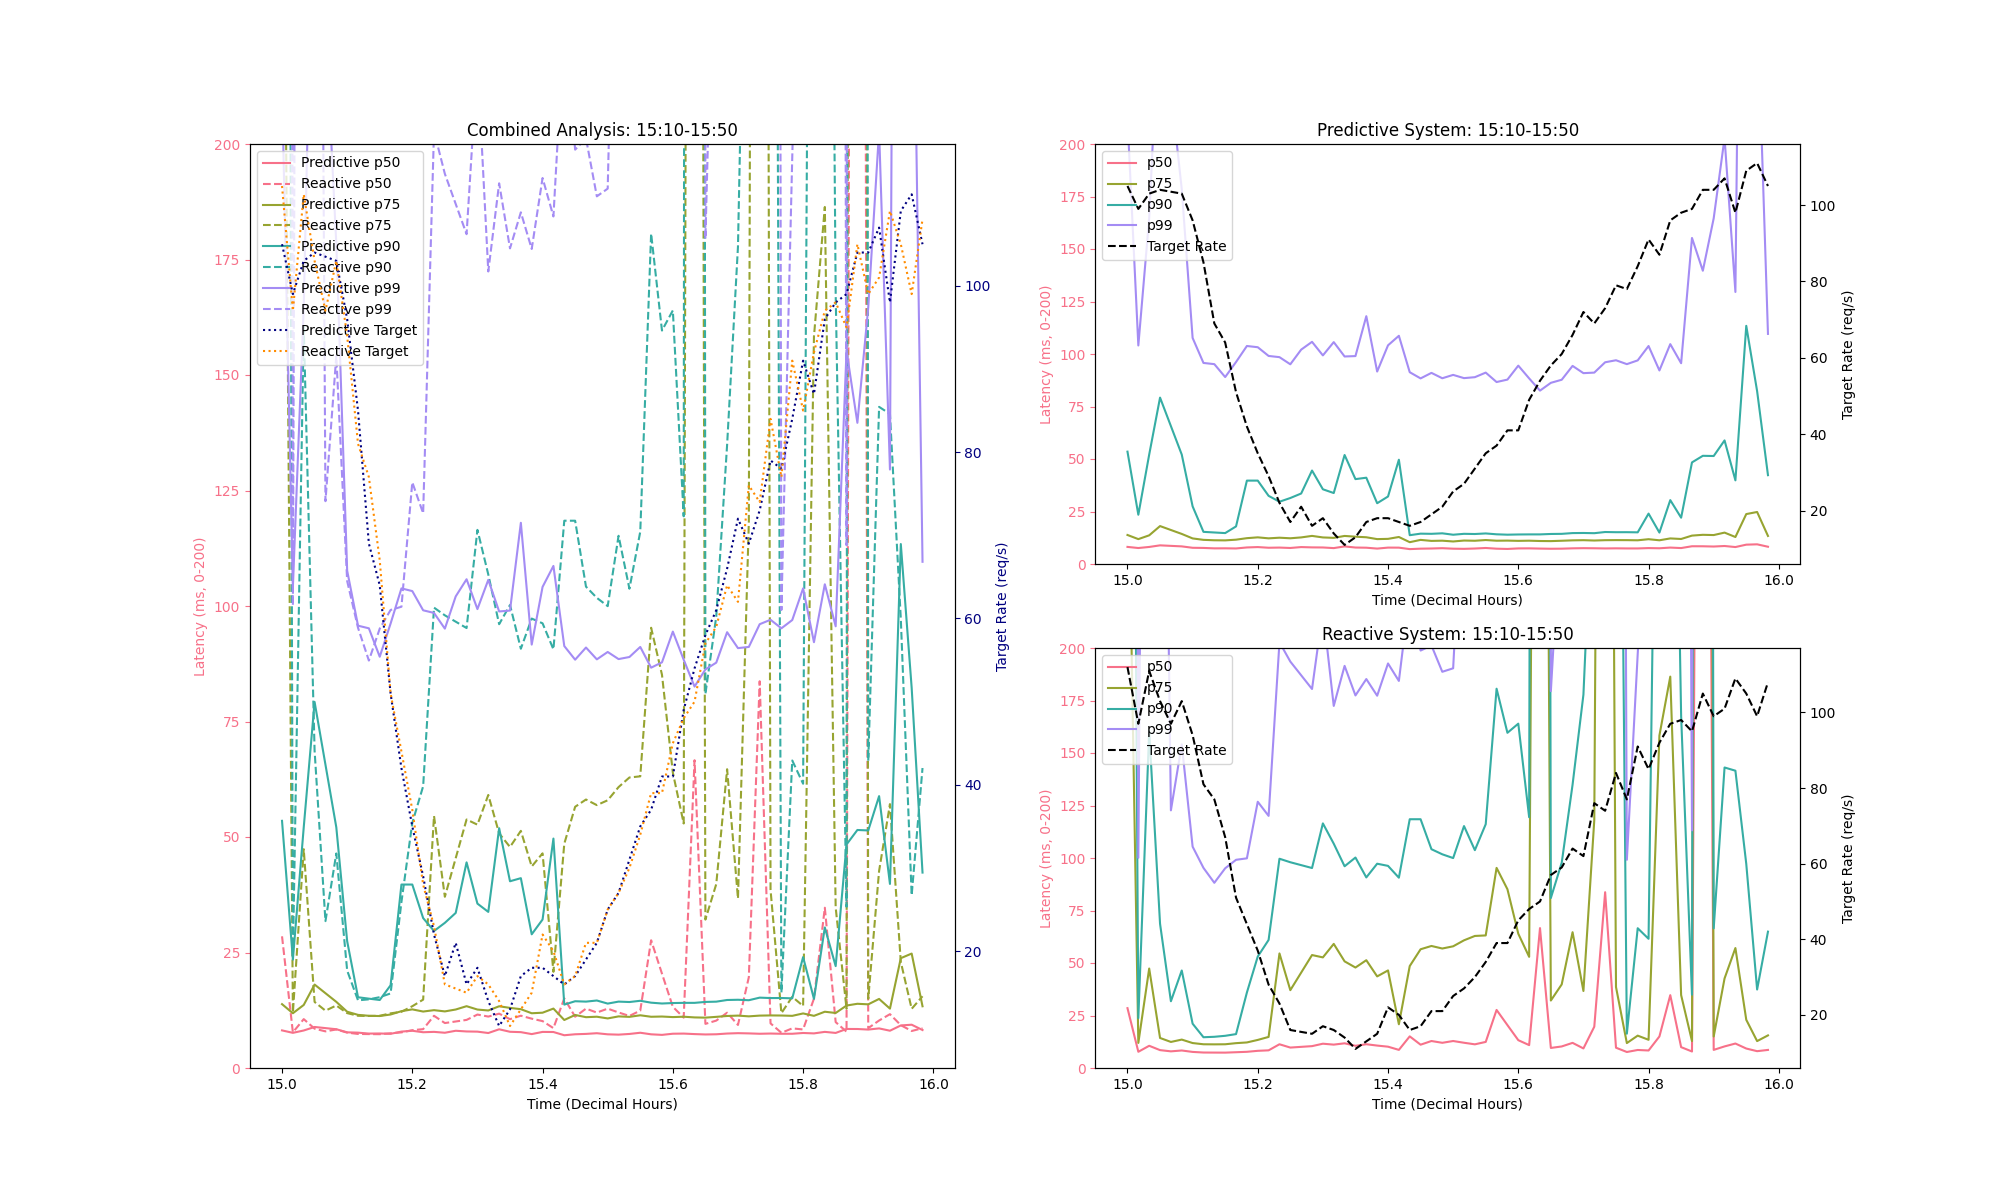 Combined Analysis: 15:10-15:50
200
175
150
125
100
75
50
25
0
Latency (ms, 0-200)
Predictive p50
Reactive p50
Predictive p75
Reactive p75
Predictive p90
Reactive p90
Predictive p99
Reactive p99
Predictive Target
Reactive Target
100
80
60
40
20
Target Rate (req/s)
15.0 15.2 15.4 15.6 15.8 16.0
Time (Decimal Hours)
Predictive System: 15:10-15:50
200
175
150
125
100
75
50
25
0
Latency (ms, 0-200)
p50
p75
p90
p99
Target Rate
100
80
60
40
20
Target Rate (req/s)
15.0 15.2 15.4 15.6 15.8 16.0
Time (Decimal Hours)
Reactive System: 15:10-15:50
200
175
150
125
100
75
50
25
0
Latency (ms, 0-200)
p50
p75
p90
p99
Target Rate
100
80
60
40
20
Target Rate (req/s)
15.0 15.2 15.4 15.6 15.8 16.0
Time (Decimal Hours)